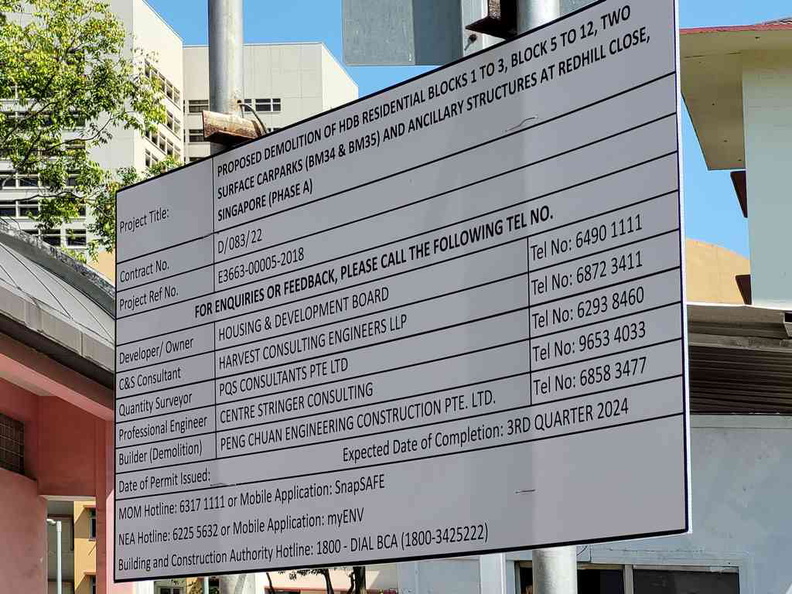 Project Title: PROPOSED DEMOLITION OF HDB RESIDENTIAL BLOCKS 1 TO 3, BLOCK 5 TO 12, TWO
SURFACE CARPARKS (BM34 & BM35) AND ANCILLARY STRUCTURES AT REDHILL CLOSE,
SINGAPORE (PHASE A)
Contract No. D/083/22
Project Ref No. E3663-00005-2018
FOR ENQUIRIES OR FEEDBACK, PLEASE CALL THE FOLLOWING TEL NO.
Developer/ Owner HOUSING & DEVELOPMENT BOARD Tel No: 6490 1111
C&S Consultant HARVEST CONSULTING ENGINEERS LLP Tel No: 6872 3411
Quantity Surveyor PQS CONSULTANTS PTE LTD Tel No: 6293 8460
Professional Engineer CENTRE STRINGER CONSULTING Tel No: 9653 4033
Builder (Demolition) PENG CHUAN ENGINEERING CONSTRUCTION PTE. LTD. Tel No: 6858 3477
Date of Permit Issued: Expected Date of Completion: 3RD QUARTER 2024
MOM Hotline: 6317 1111 or Mobile Application: SnapSAFE
NEA Hotline: 6225 5632 or Mobile Application: myENV
Building and Construction Authority Hotline: 1800 - DIAL BCA (1800-3425222)